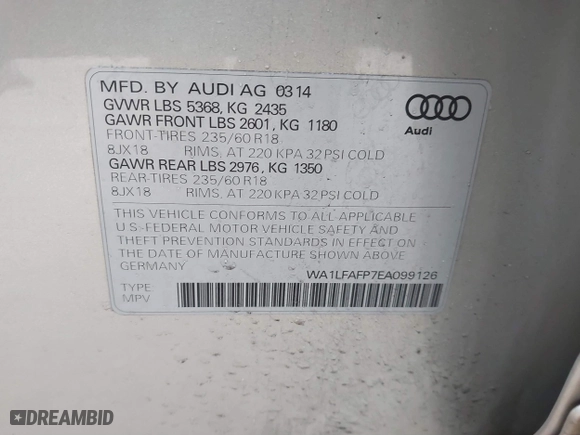 MFD. BY AUDI AG 03 14
GVWR LBS 5368, KG 2435
GAWR FRONT LBS 2601, KG 1180
FRONT-TIRES 235/60 R18
8JX18 RIMS, AT 220 KPA 32 PSI COLD
GAWR REAR LBS 2976, KG 1350
REAR-TIRES 235/60 R18
8JX18 RIMS, AT 220 KPA 32 PSI COLD
Audi
THIS VEHICLE CONFORMS TO ALL APPLICABLE
U.S-FEDERAL MOTOR VEHICLE SAFETY AND
THEFT PREVENTION STANDARDS IN EFFECT ON
THE DATE OF MANUFACTURE SHOWN ABOVE
GERMANY WA1LFAFP7EA099126
TYPE
MPV
DREAMBID